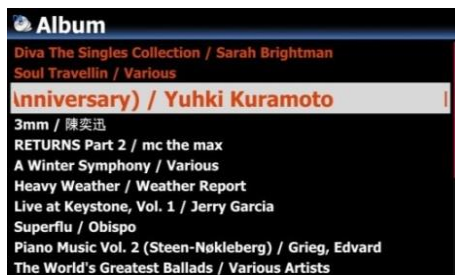 Album
Diva The Singles Collection / Sarah Brightman
Soul Travellin / Various
Anniversary) / Yuhki Kuramoto
3mm / 陳奕迅
RETURNS Part 2 / mc the max
A Winter Symphony / Various
Heavy Weather / Weather Report
Live at Keystone, Vol. 1 / Jerry Garcia
Superflu / Obispo
Piano Music Vol. 2 (Steen-Nøkleberg) / Grieg, Edvard
The World's Greatest Ballads / Various Artists